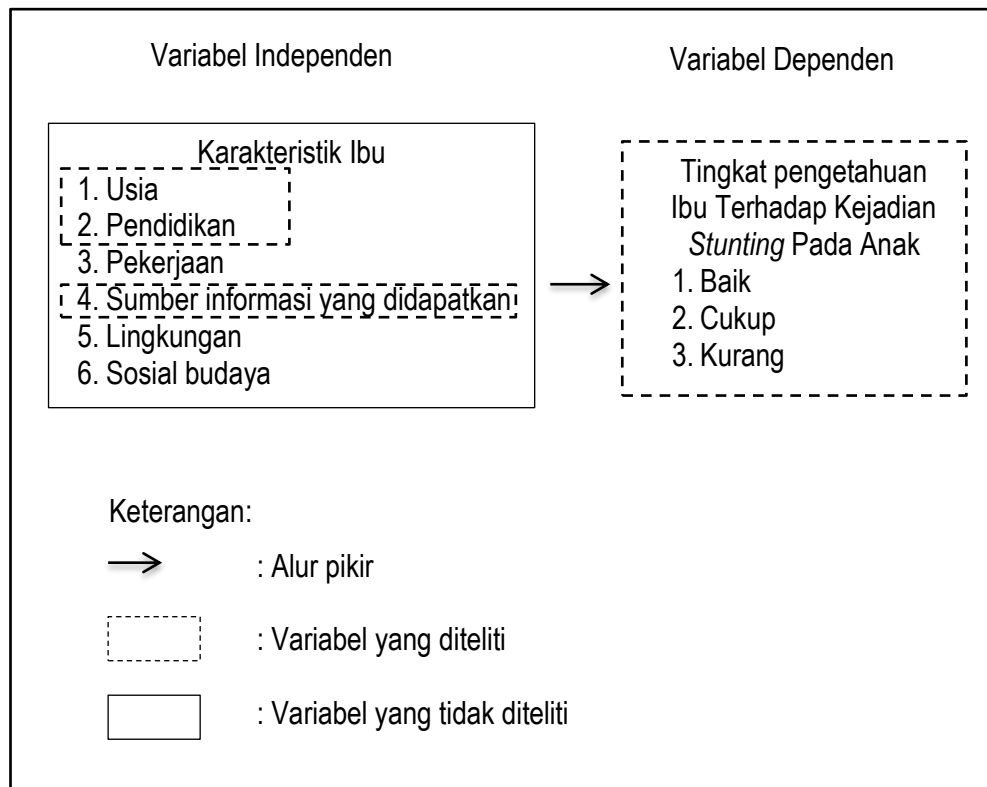 Variabel Independen
Variabel Dependen
Karakteristik Ibu
1. Usia
2. Pendidikan
3. Pekerjaan
4. Sumber informasi yang didapatkan
5. Lingkungan
6. Sosial budaya
Tingkat pengetahuan
Ibu Terhadap Kejadian
Stunting Pada Anak
1. Baik
2. Cukup
3. Kurang
Keterangan:
: Alur pikir
: Variabel yang diteliti
: Variabel yang tidak diteliti